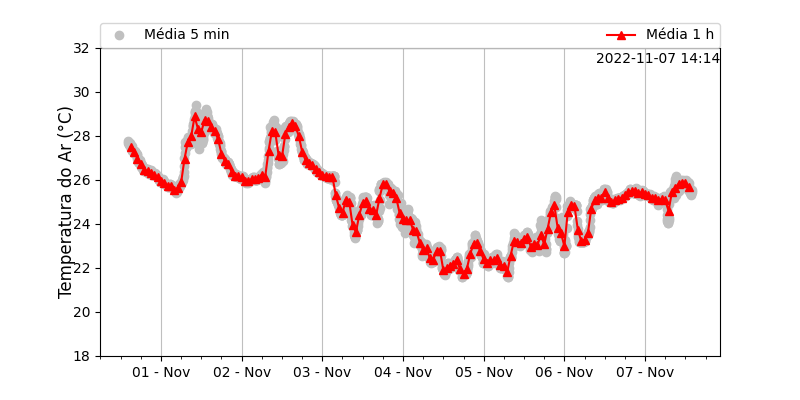 Média 5 min
Média 1 h
2022-11-07 14:14
Temperatura do Ar (°C)
32
30
28
26
24
22
20
18
01 - Nov
02 - Nov
03 - Nov
04 - Nov
05 - Nov
06 - Nov
07 - Nov